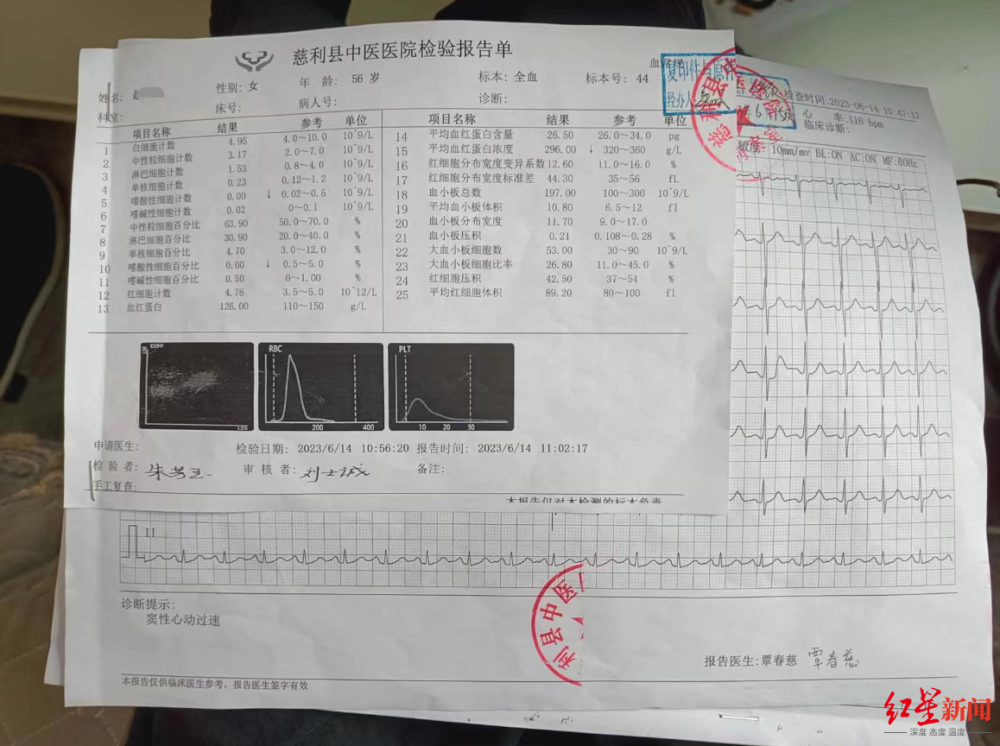 慈利县中医医院检验报告单
姓名:
性别: 女
年 龄: 56 岁
标本: 全血
标本号: 44
科室:
床号:
病人号:
诊断:
项目名称 结果 参考 单位
1 白细胞计数 4.95 4.0～10.0 10^9/L
2 中性粒细胞计数 3.17 2.0～7.0 10^9/L
3 淋巴细胞计数 1.53 0.8～4.0 10^9/L
4 单核细胞计数 0.23 0.12～1.2 10^9/L
5 嗜酸性细胞计数 0.00 ↓ 0.02～0.5 10^9/L
6 嗜碱性细胞计数 0.02 0～0.1 10^9/L
7 中性粒细胞百分比 63.90 50.0～70.0 %
8 淋巴细胞百分比 30.90 20.0～40.0 %
9 单核细胞百分比 4.70 3.0～12.0 %
10 嗜酸性细胞百分比 0.00 ↓ 0.5～5.0 %
11 嗜碱性细胞百分比 0.50 0～1.00 %
12 红细胞计数 4.76 3.5～5.0 10^12/L
13 血红蛋白 126.00 110～150 g/L
项目名称 结果 参考 单位
14 平均血红蛋白含量 26.50 26.0～34.0 pg
15 平均血红蛋白浓度 296.00 ↓ 320～360 g/L
16 红细胞分布宽度变异系数 12.60 11.0～16.0 %
17 红细胞分布宽度标准差 44.30 35～56 fL
18 血小板总数 197.00 100～300 10^9/L
19 平均血小板体积 10.80 6.5～12 fl
20 血小板分布宽度 11.70 9.0～17.0
21 血小板压积 0.21 0.108～0.28 %
22 大血小板细胞数 53.00 30～90 10^9/L
23 大血小板细胞比率 26.80 11.0～45.0 %
24 红细胞压积 42.50 37～54 %
25 平均红细胞体积 89.20 80～100 fl
RBC
200 400
PLT
10 20 30
申请医生:
检验日期: 2023/6/14 10:56:20 报告时间: 2023/6/14 11:02:17
检验者:
审核者:
备注:
手工复查:
本报告仅对本检测的标本负责
复印件与原件
经办人
检查时间:2023-06-14 10:47:17
心 率:116 bpm
临床诊断:
10mm/mv BL:ON AC:ON MF:50Hz
II
诊断提示:
窦性心动过速
利县中医医
报告医生:覃春慈 覃春慈
本报告仅供临床医生参考，报告医生签字有效
红星新闻
深度 态度 温度